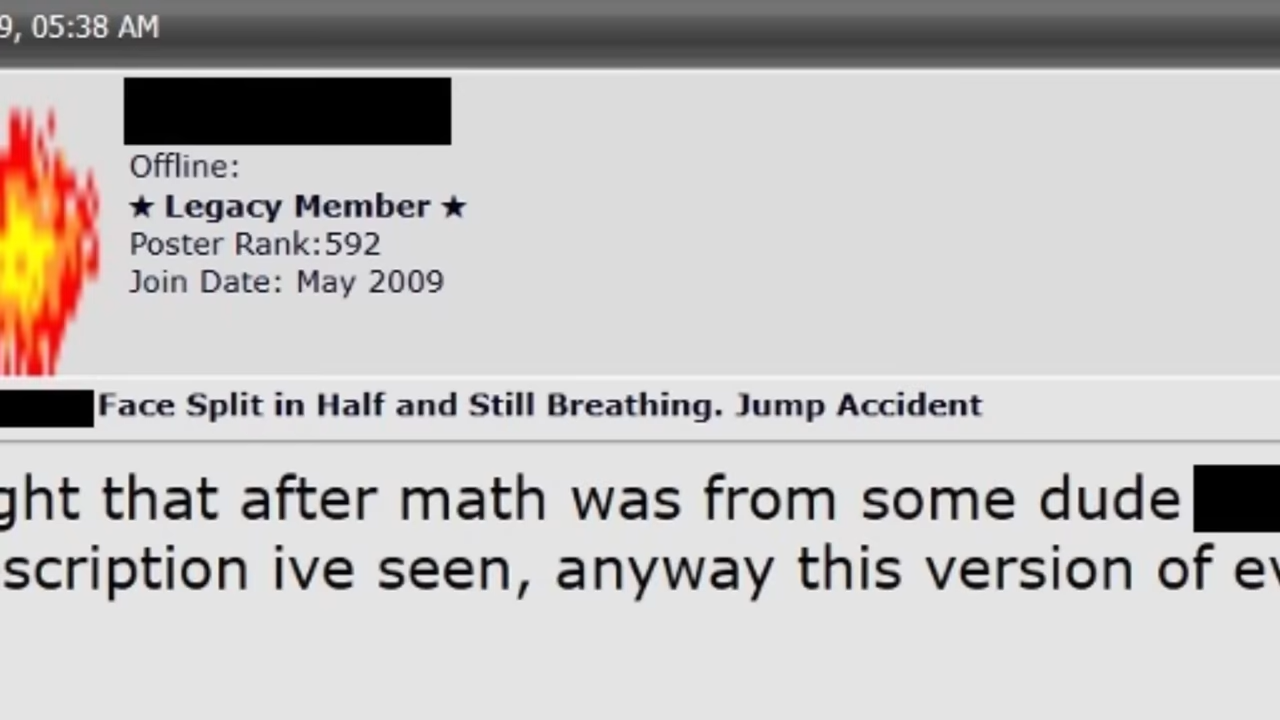 9, 05:38 AM
Offline:
★ Legacy Member ★
Poster Rank:592
Join Date: May 2009
Face Split in Half and Still Breathing. Jump Accident
ght that after math was from some dude
scription ive seen, anyway this version of ev